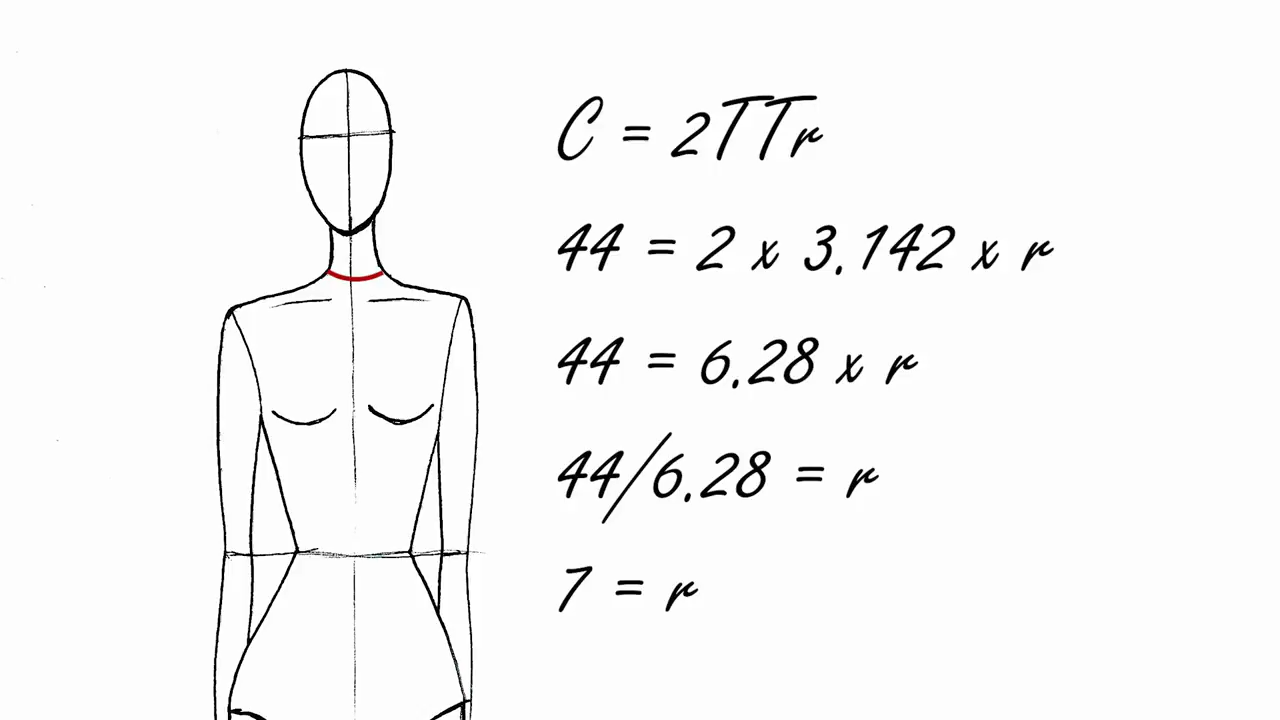 C = 2TTr
44 = 2 x 3.142 x r
44 = 6.28 x r
44/6.28 = r
7 = r